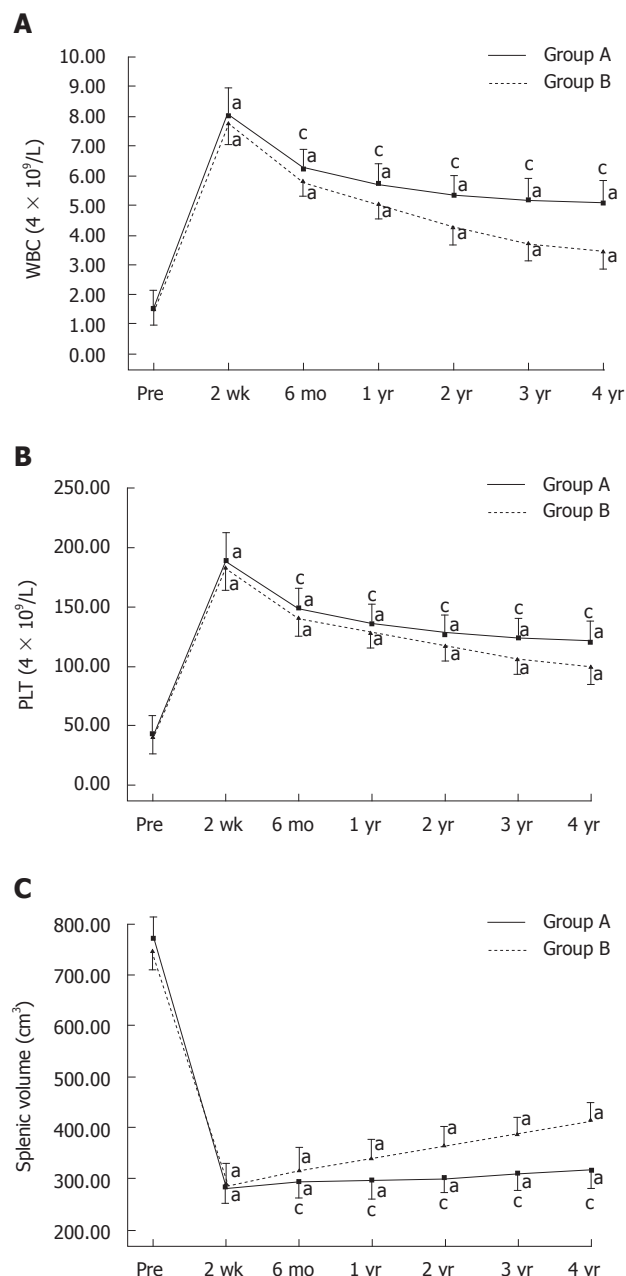 A
10.00
9.00
8.00
7.00
6.00
5.00
4.00
3.00
2.00
1.00
0.00
WBC (4 × 10⁹/L)
Group A
Group B
a
a
c
a
a
c
a
a
c
a
a
c
a
a
c
a
a
Pre 2 wk 6 mo 1 yr 2 yr 3 yr 4 yr
B
250.00
200.00
150.00
100.00
50.00
0.00
PLT (4 × 10⁹/L)
Group A
Group B
a
a
c
a
a
c
a
a
c
a
a
c
a
a
c
a
a
Pre 2 wk 6 mo 1 yr 2 yr 3 yr 4 yr
C
800.00
700.00
600.00
500.00
400.00
300.00
200.00
Splenic volume (cm³)
Group A
Group B
a
a
a
a
c
a
a
c
a
a
c
a
a
c
a
a
c
Pre 2 wk 6 mo 1 yr 2 yr 3 yr 4 yr